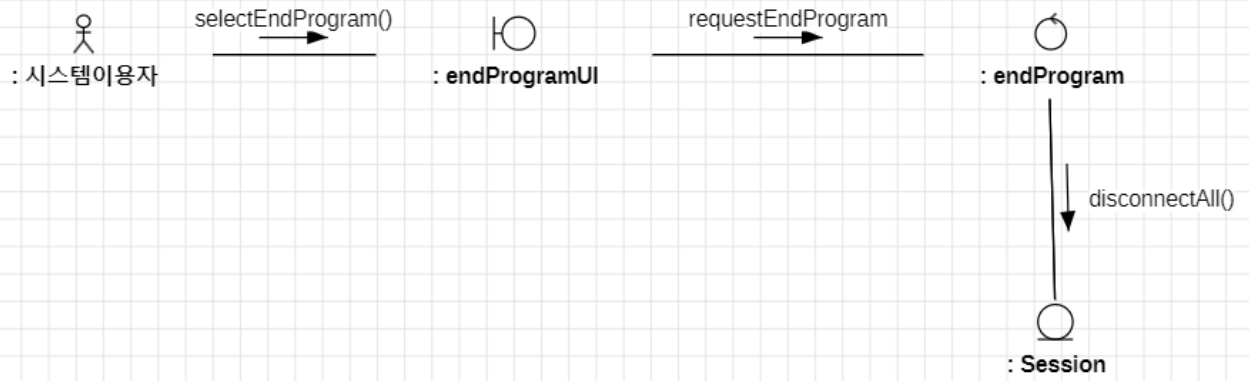 selectEndProgram()
requestEndProgram
: 시스템이용자
: endProgramUI
: endProgram
disconnectAll()
: Session